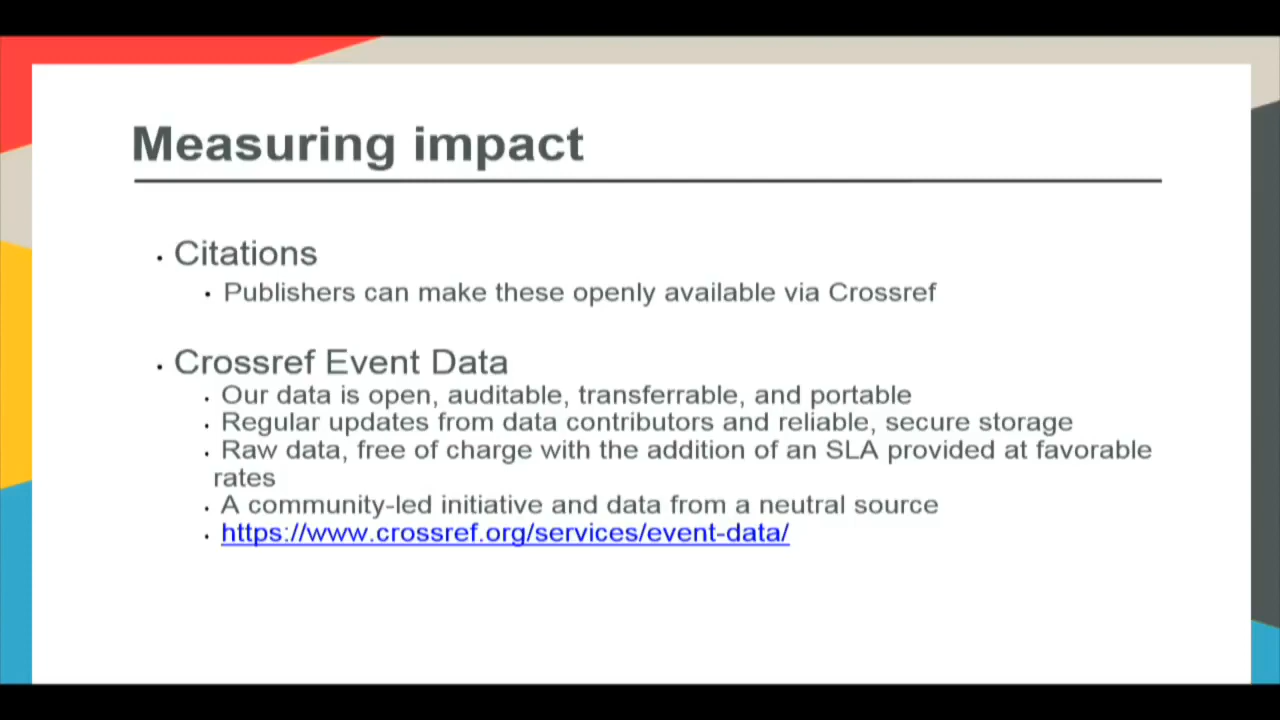 Measuring impact
• Citations
• Publishers can make these openly available via Crossref
• Crossref Event Data
• Our data is open, auditable, transferrable, and portable
• Regular updates from data contributors and reliable, secure storage
• Raw data, free of charge with the addition of an SLA provided at favorable
rates
• A community-led initiative and data from a neutral source
• https://www.crossref.org/services/event-data/